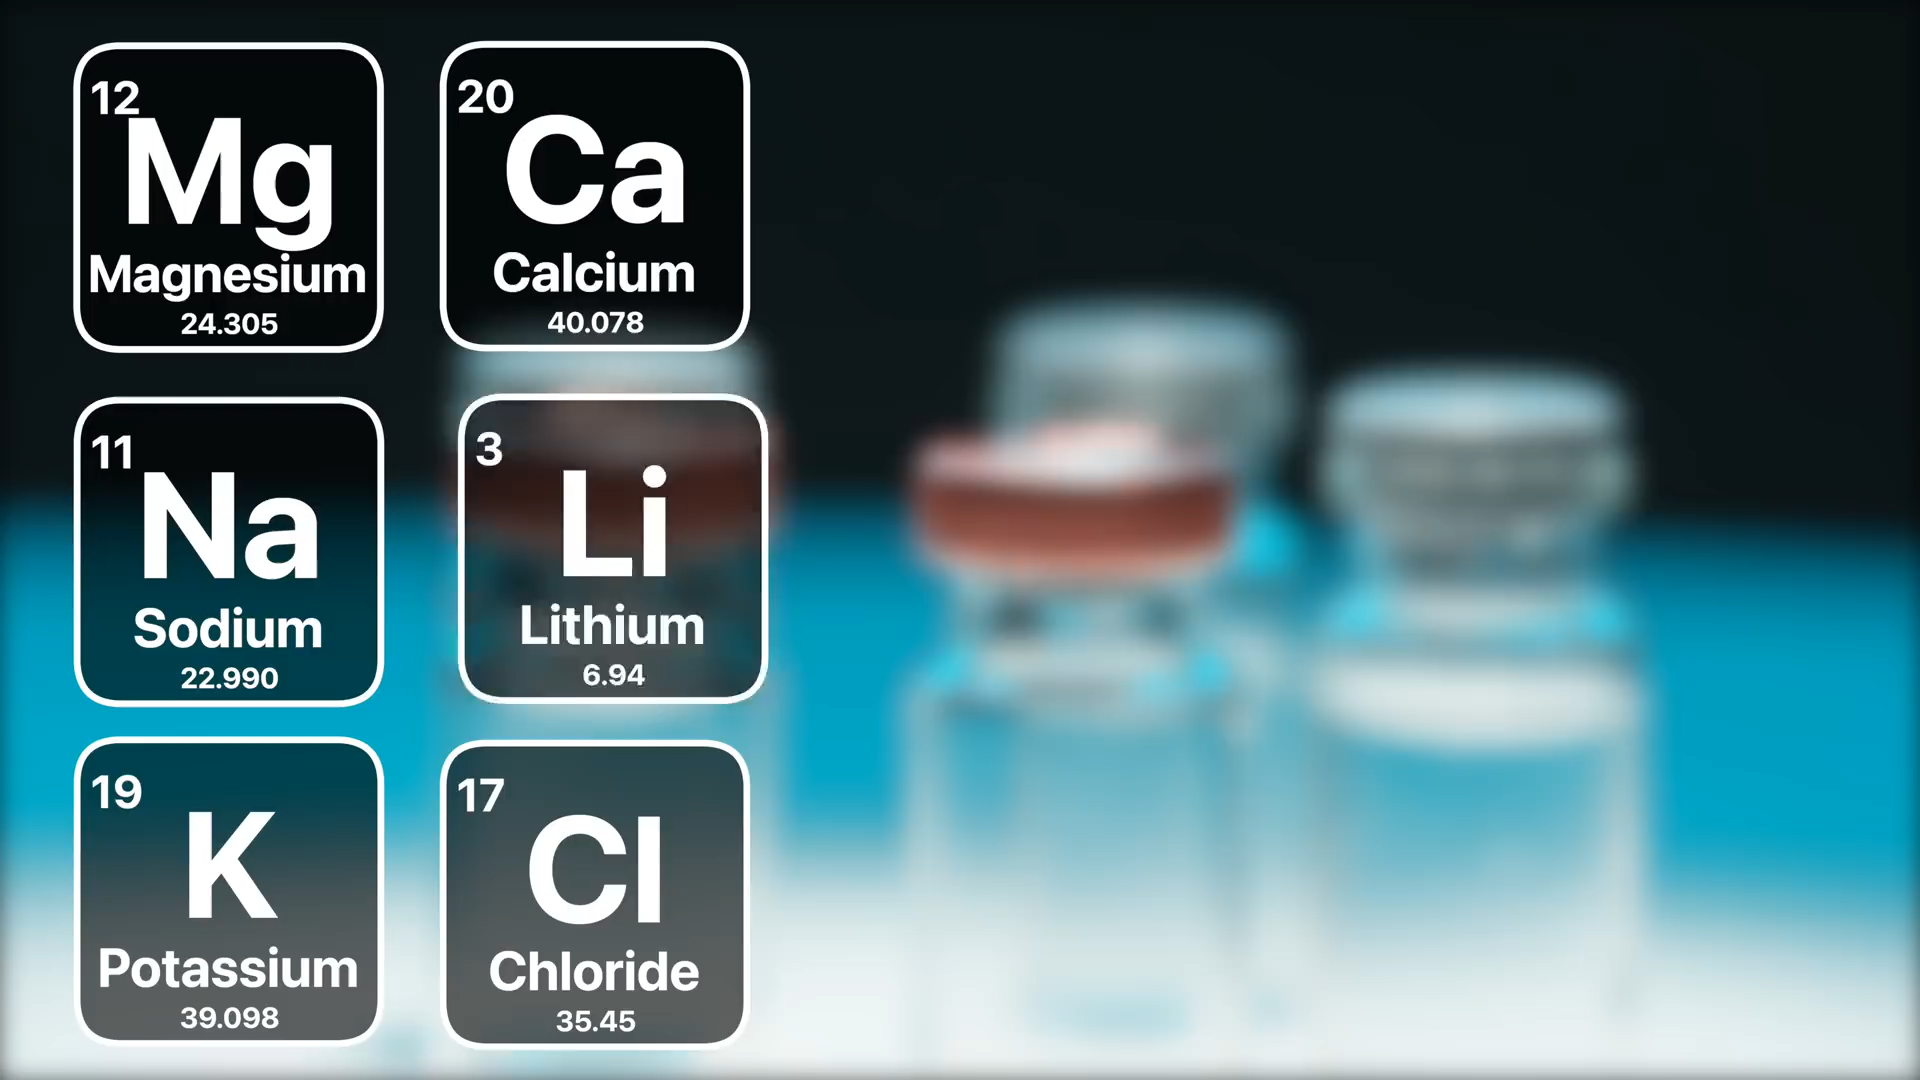 12
Mg
Magnesium
24.305
20
Ca
Calcium
40.078
11
Na
Sodium
22.990
3
Li
Lithium
6.94
19
K
Potassium
39.098
17
Cl
Chloride
35.45